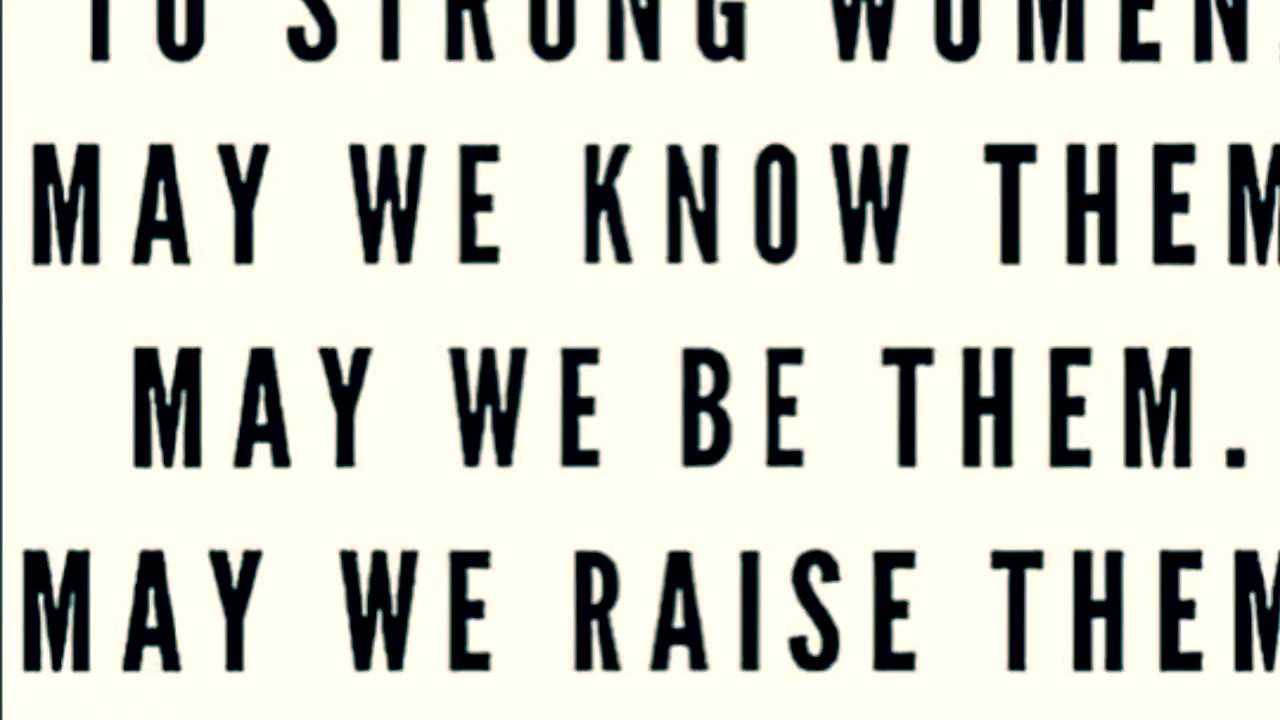 TO STRONG WOMEN.
MAY WE KNOW THEM
MAY WE BE THEM.
MAY WE RAISE THEM